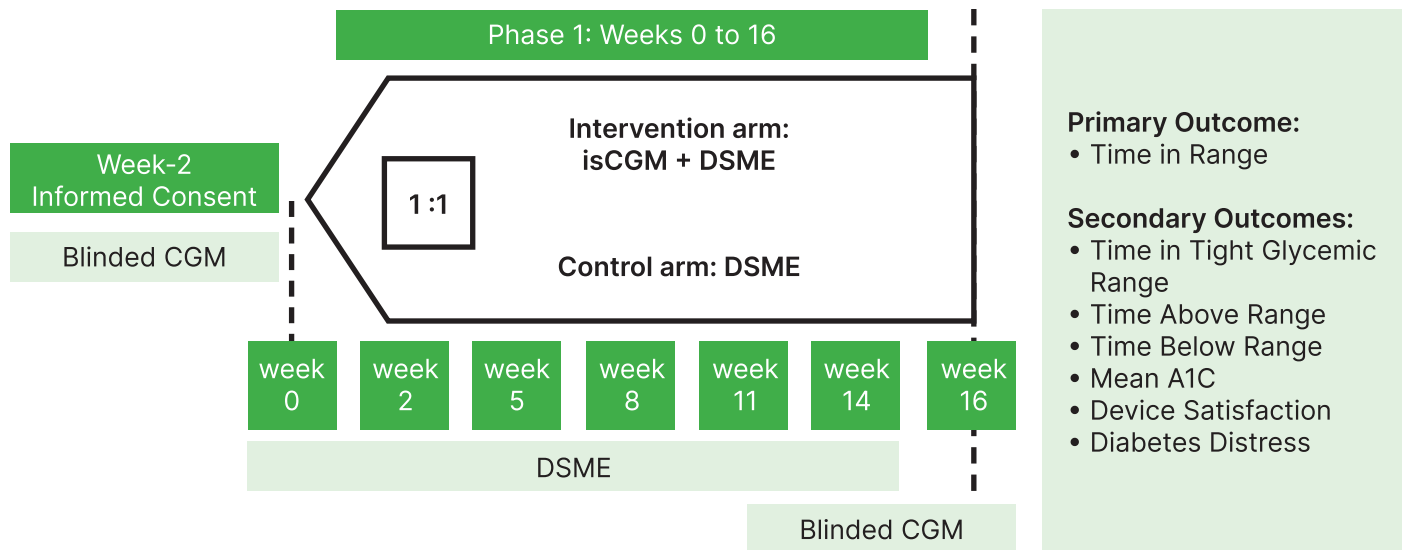 Phase 1: Weeks 0 to 16
Week-2
Informed Consent
Blinded CGM
1 :1
Intervention arm:
isCGM + DSME
Control arm: DSME
week
0
week
2
week
5
week
8
week
11
week
14
week
16
DSME
Blinded CGM
Primary Outcome:
• Time in Range
Secondary Outcomes:
• Time in Tight Glycemic
Range
• Time Above Range
• Time Below Range
• Mean A1C
• Device Satisfaction
• Diabetes Distress